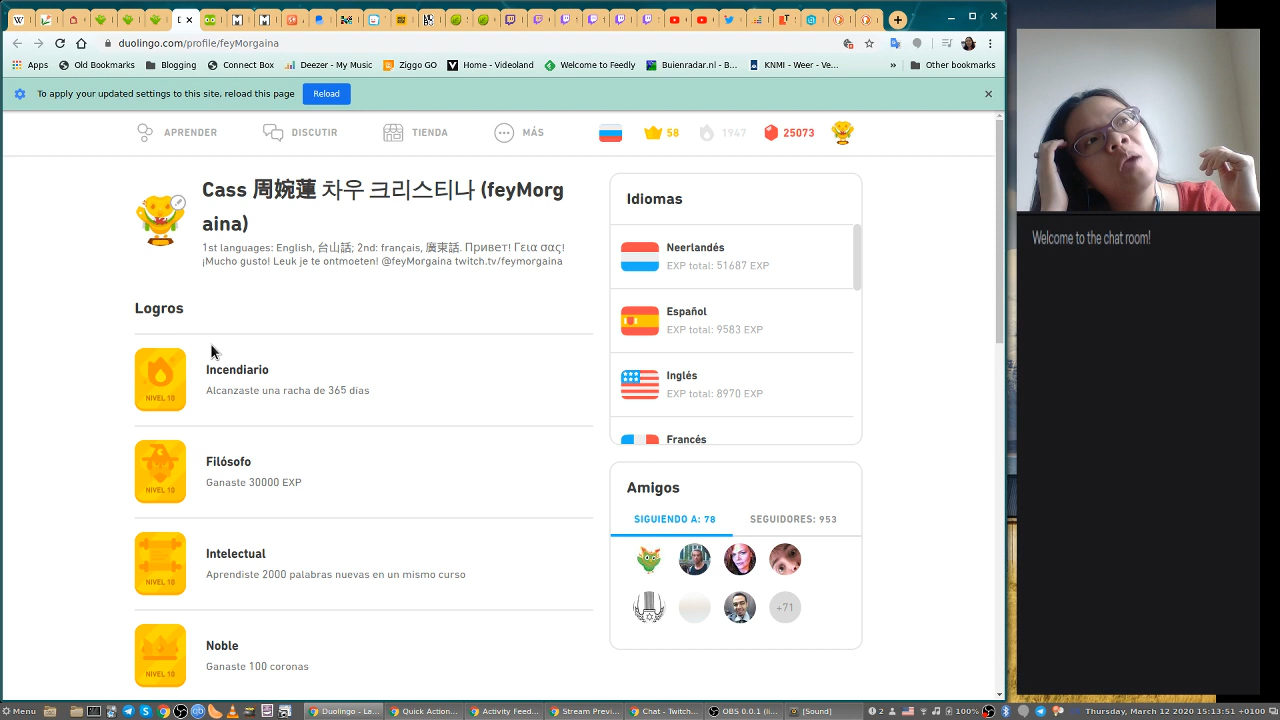 duolingo.com/profile/feyMorgaina
Apps Old Bookmarks Blogging Connect Box Deezer - My Music Ziggo GO Home - Videoland Welcome to Feedly Buienradar.nl - B... KNMI - Weer - Ve... » Other bookmarks
To apply your updated settings to this site, reload this page Reload
APRENDER DISCUTIR TIENDA MÁS 58 1947 25073
Cass 周婉蓮 차우 크리스티나 (feyMorg
aina)
1st languages: English, 台山話; 2nd: français, 廣東話. Привет! Γεια σας!
¡Mucho gusto! Leuk je te ontmoeten! @feyMorgaina twitch.tv/feymorgaina
Logros
NIVEL 10
Incendiario
Alcanzaste una racha de 365 días
NIVEL 10
Filósofo
Ganaste 30000 EXP
NIVEL 10
Intelectual
Aprendiste 2000 palabras nuevas en un mismo curso
NIVEL 10
Noble
Ganaste 100 coronas
Idiomas
Neerlandés
EXP total: 51687 EXP
Español
EXP total: 9583 EXP
Inglés
EXP total: 8970 EXP
Francés
Amigos
SIGUIENDO A: 78 SEGUIDORES: 953
+71
Welcome to the chat room!
Menu Duolingo - La... Quick Action... Activity Feed... Stream Previ... Chat - Twitch... OBS 0.0.1 (li... (Sound) 2 100% Thursday, March 12 2020 15:13:51 +0100